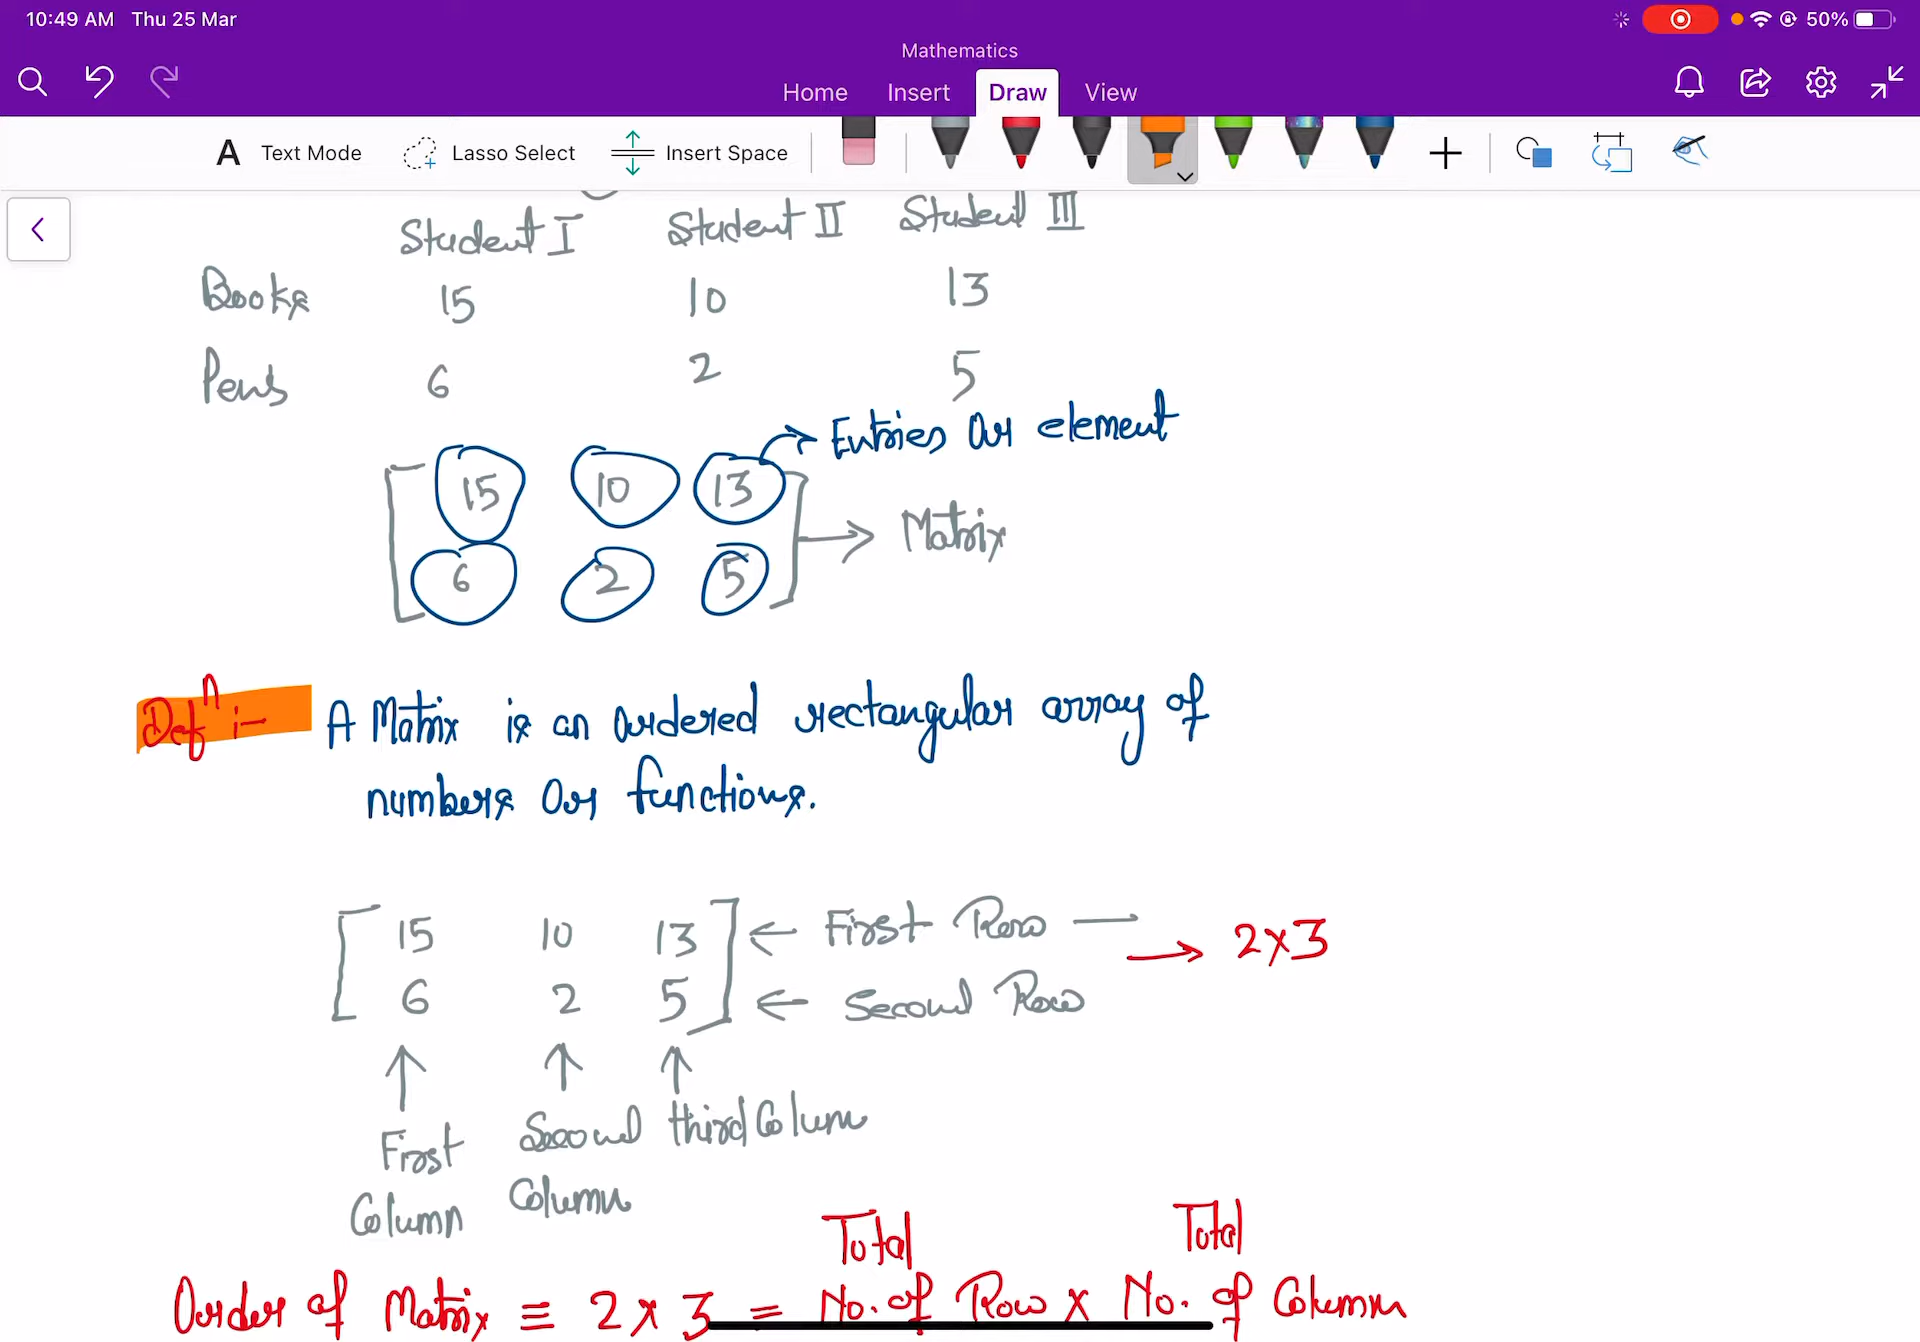 10:49 AM Thu 25 Mar
50%
Mathematics
Home Insert Draw View
Text Mode Lasso Select Insert Space
Student I Student II Student III
Books 15 10 13
Pens 6 2 5
Entries or element
15 10 13
Matrix
6 2 5
Defn :- A Matrix is an ordered rectangular array of
numbers or functions.
15 10 13 ← First Row — → 2x3
6 2 5 ← Second Row
↑ ↑ ↑
First Second third Column
Column Column
Total Total
Order of Matrix ≡ 2 x 3 = No. of Row x No. of Column